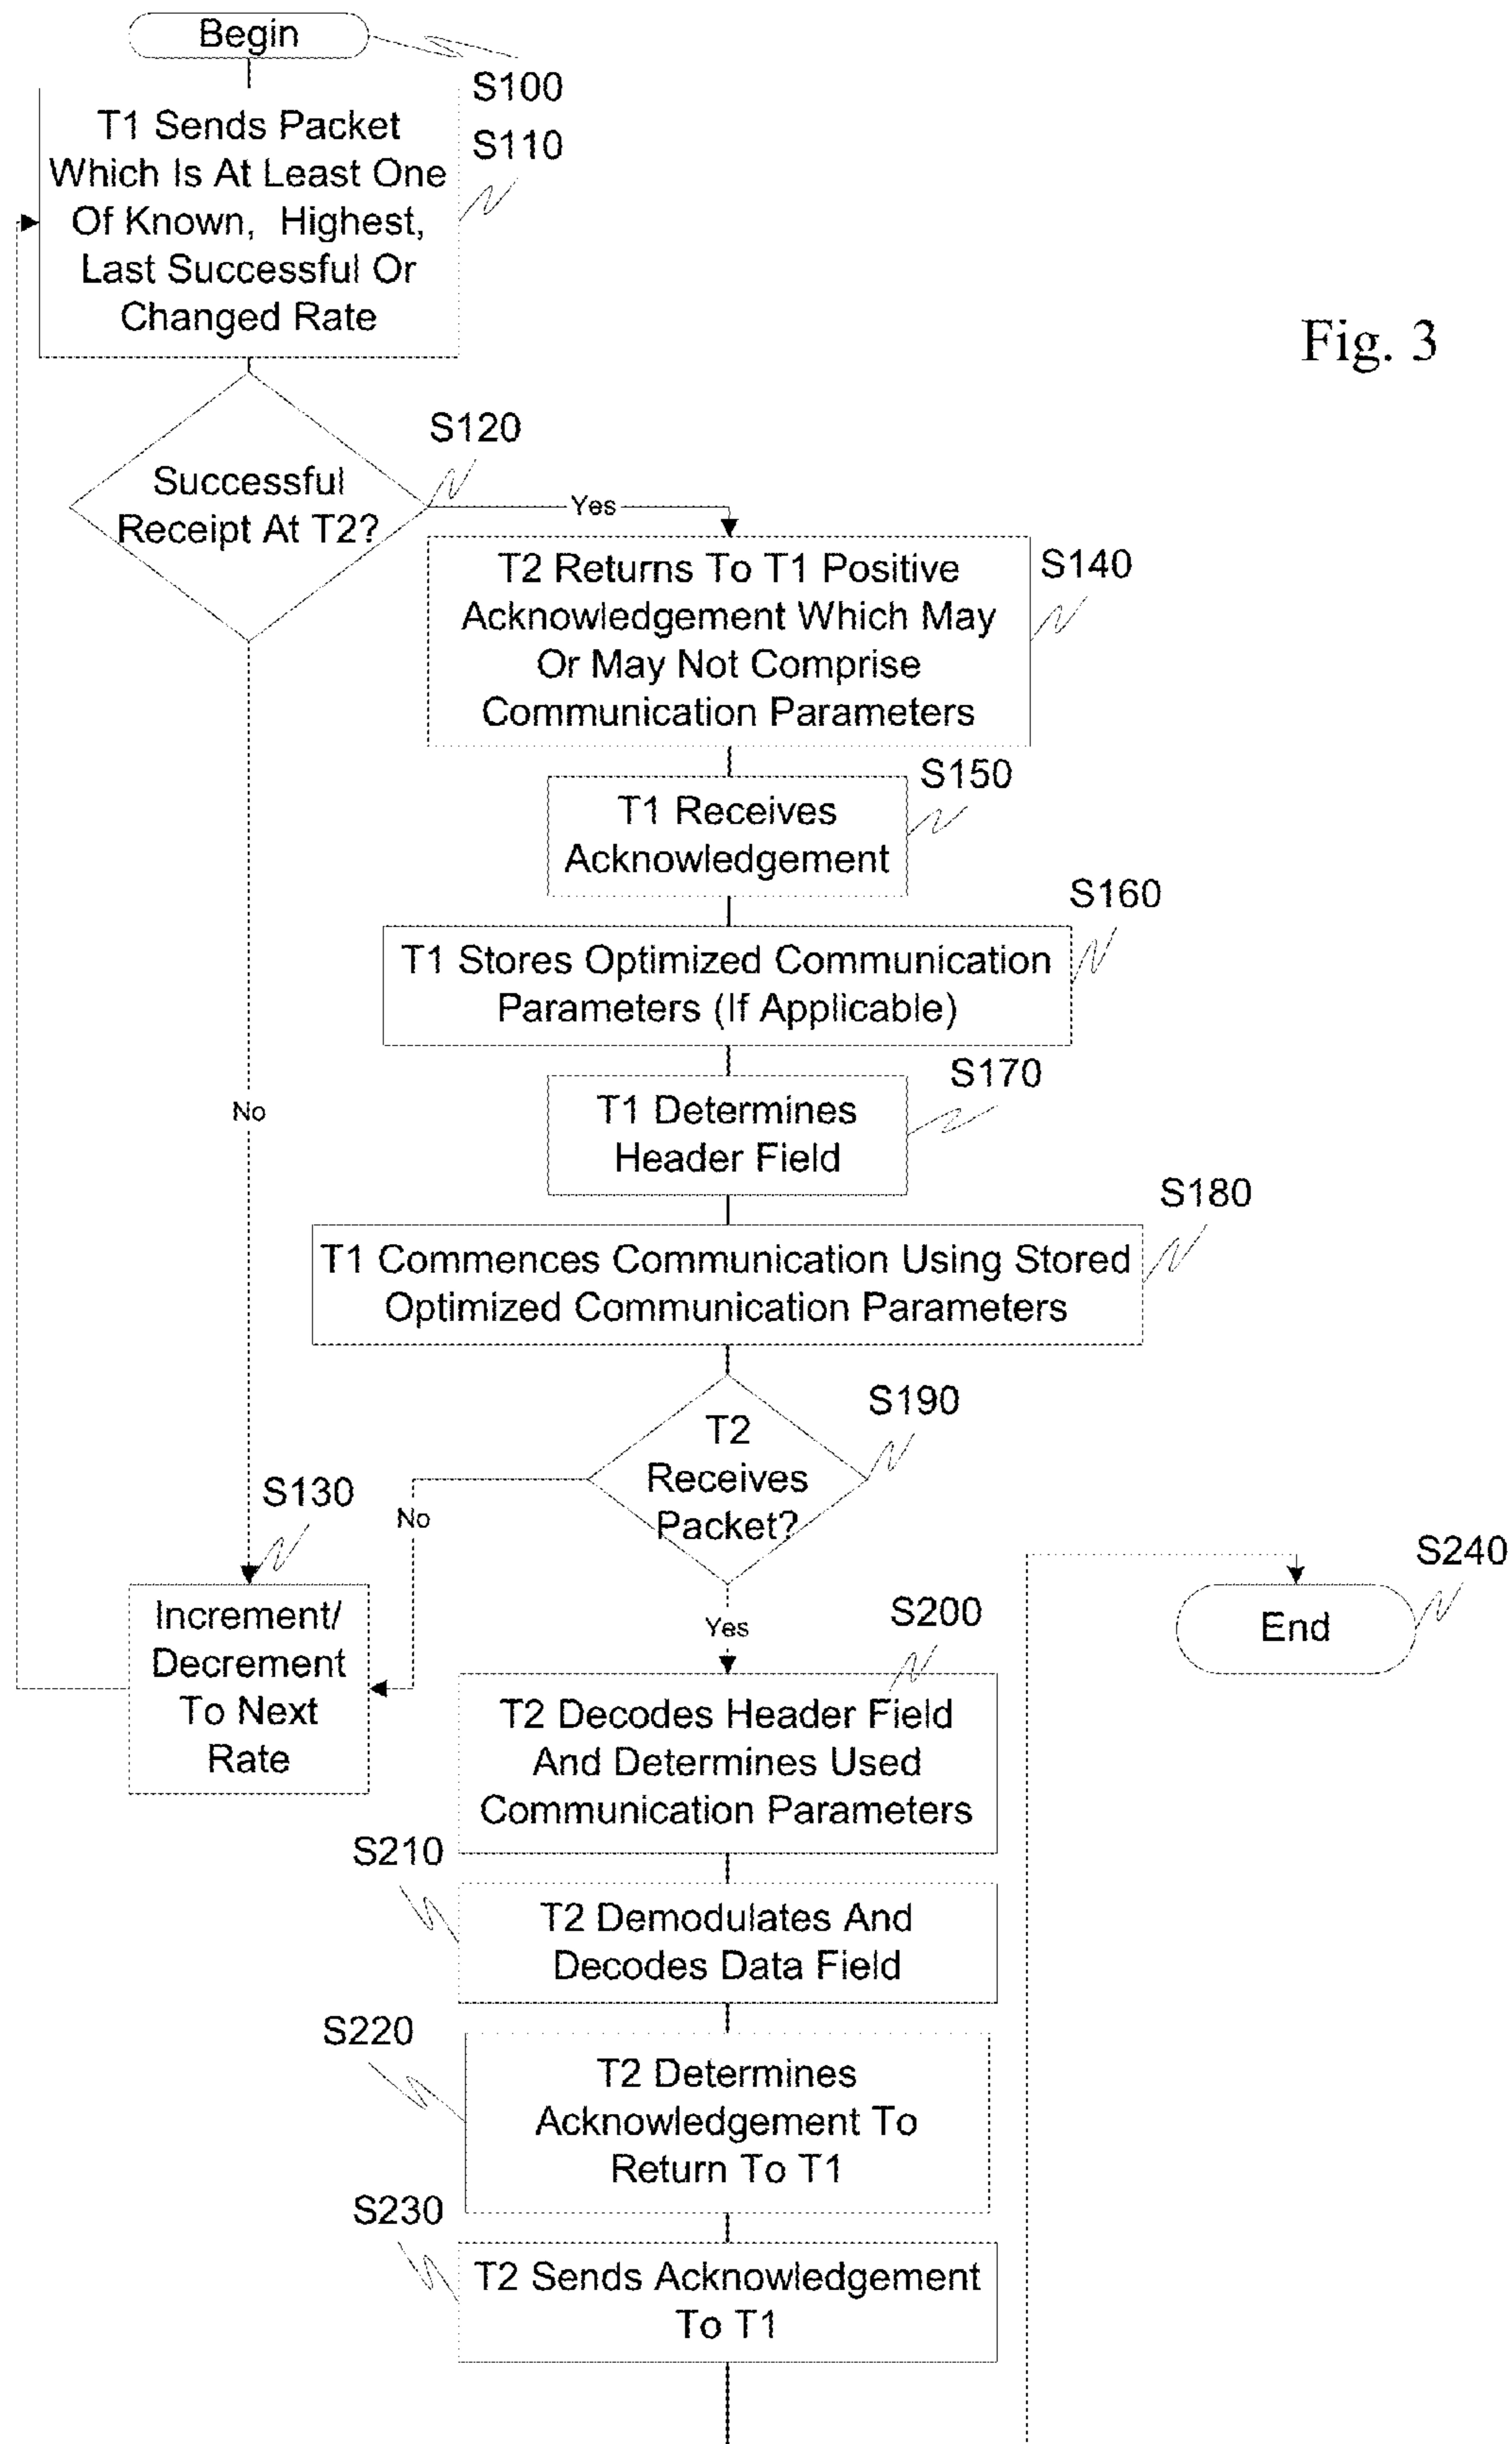 Begin
S100
T1 Sends Packet
Which Is At Least One
Of Known, Highest,
Last Successful Or
Changed Rate
S110
Fig. 3
S120
Successful
Receipt At T2?
Yes
T2 Returns To T1 Positive
Acknowledgement Which May
Or May Not Comprise
Communication Parameters
S140
S150
T1 Receives
Acknowledgement
S160
T1 Stores Optimized Communication
Parameters (If Applicable)
S170
T1 Determines
Header Field
No
S180
T1 Commences Communication Using Stored
Optimized Communication Parameters
S190
T2
Receives
Packet?
No
S130
Increment/
Decrement
To Next
Rate
Yes
S240
End
S200
T2 Decodes Header Field
And Determines Used
Communication Parameters
S210
T2 Demodulates And
Decodes Data Field
S220
T2 Determines
Acknowledgement To
Return To T1
S230
T2 Sends Acknowledgement
To T1